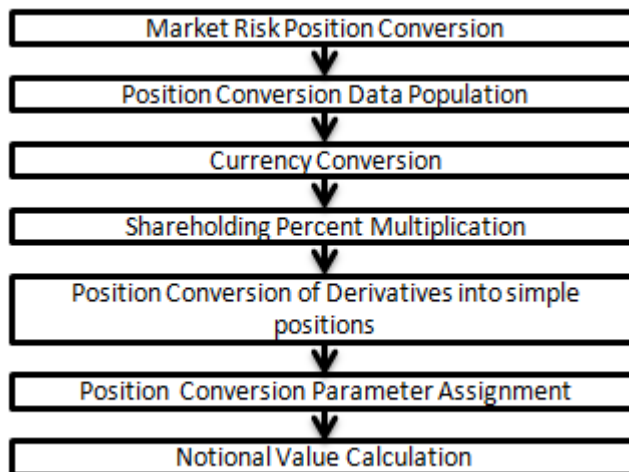 Market Risk Position Conversion
Position Conversion Data Population
Currency Conversion
Shareholding Percent Multiplication
Position Conversion of Derivatives into simple
positions
Position Conversion Parameter Assignment
Notional Value Calculation